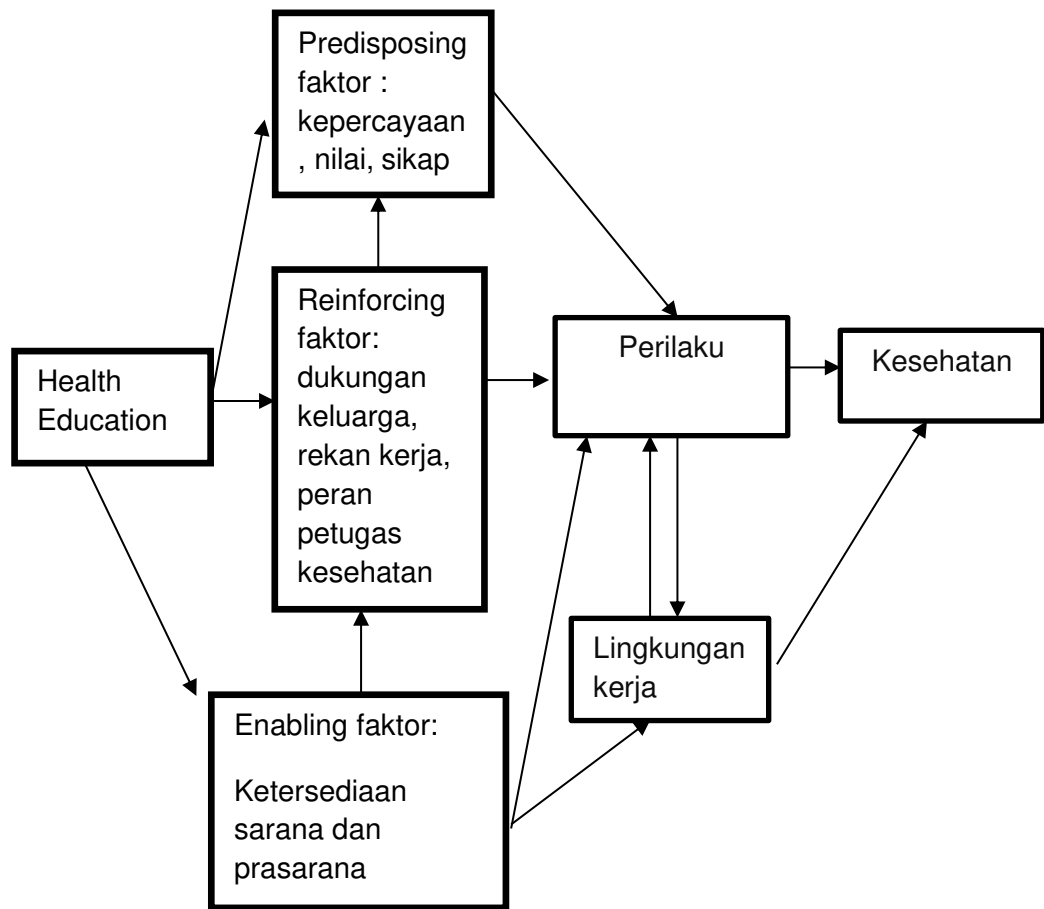 Predisposing
faktor :
kepercayaan
, nilai, sikap
Health
Education
Reinforcing
faktor:
dukungan
keluarga,
rekan kerja,
peran
petugas
kesehatan
Perilaku
Kesehatan
Lingkungan
kerja
Enabling faktor:
Ketersediaan
sarana dan
prasarana